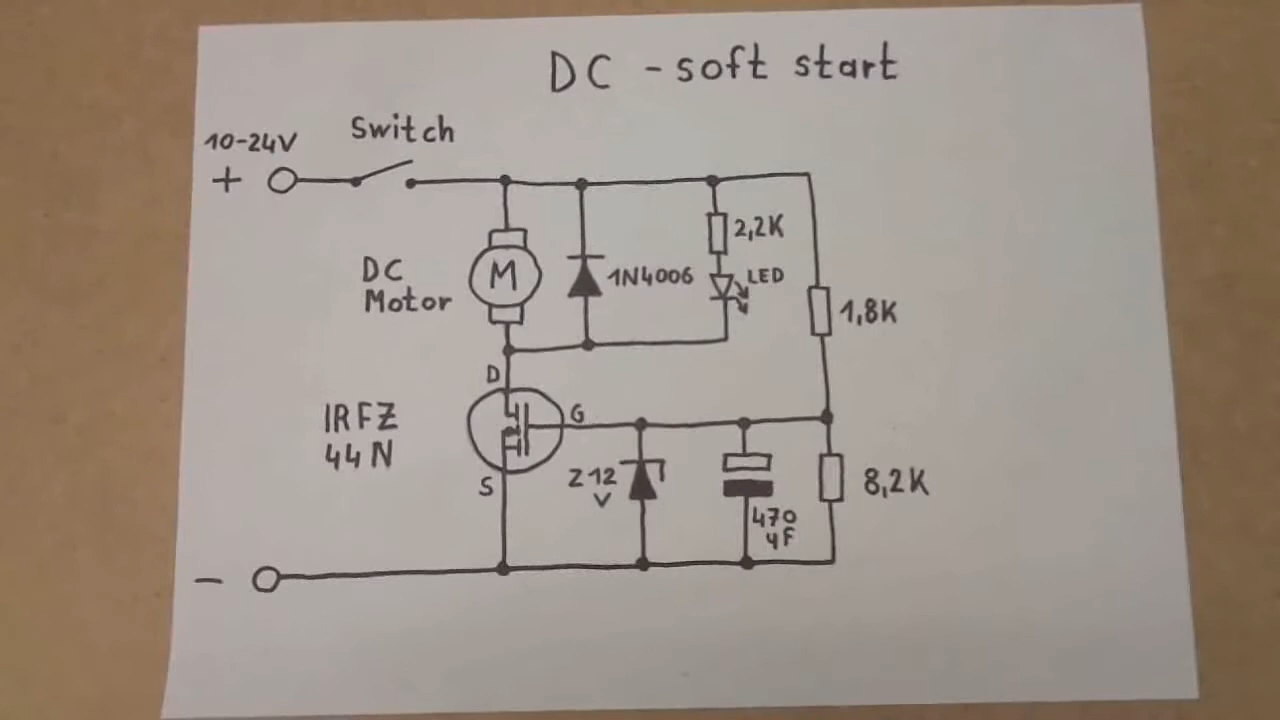 DC - soft start
Switch
10-24V
+
2,2K
DC
Motor
M
1N4006
LED
1,8K
D
IRFZ
44N
G
S
Z12
V
8,2K
470
µF
-